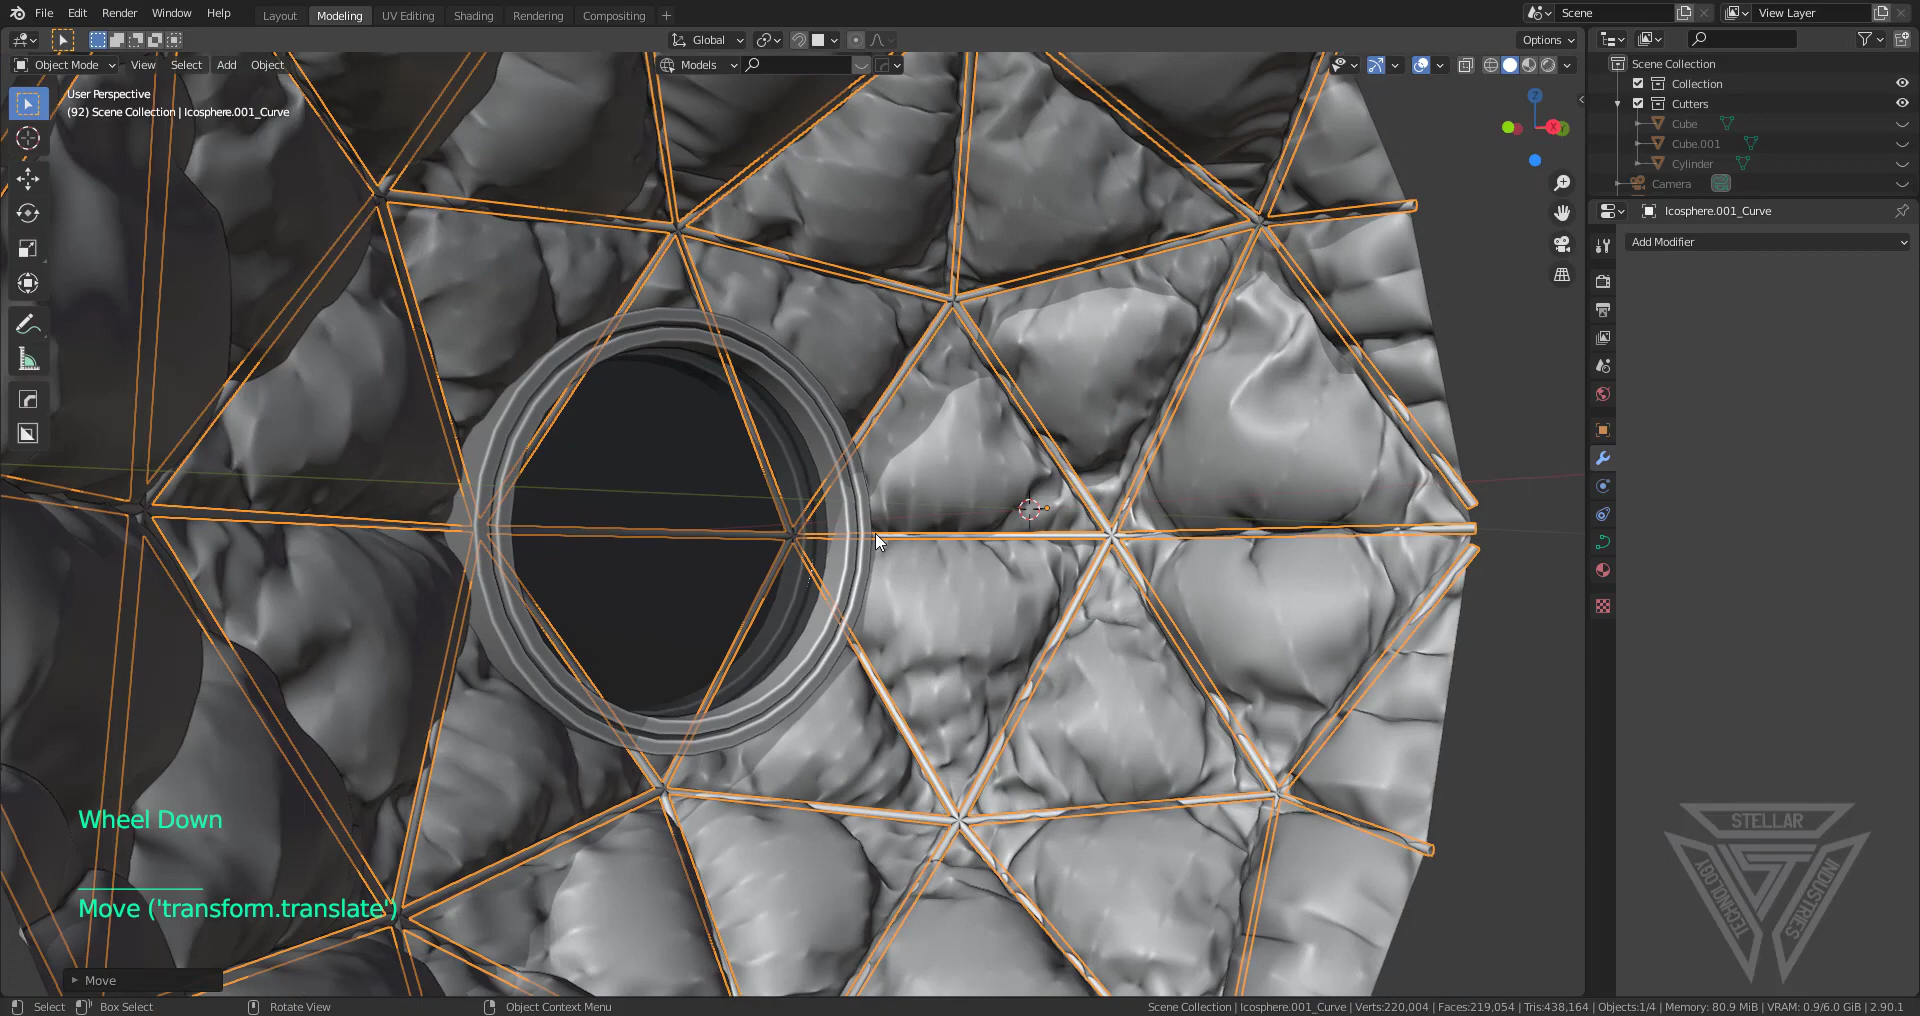 File Edit Render Window Help Layout Modeling UV Editing Shading Rendering Compositing + Scene View Layer
Global Options
Object Mode View Select Add Object Models
User Perspective
(92) Scene Collection | Icosphere.001_Curve
Scene Collection
Collection
Cutters
Cube
Cube.001
Cylinder
Camera
Icosphere.001_Curve
Add Modifier
Z
X
Y
Wheel Down
Move ('transform.translate')
Move
STELLAR
TECHNOLOGY
INDUSTRIES
Select Box Select Rotate View Object Context Menu Scene Collection | Icosphere.001_Curve | Verts:220,004 | Faces:219,054 | Tris:438,164 | Objects:1/4 | Memory: 80.9 MiB | VRAM: 0.9/6.0 GiB | 2.90.1